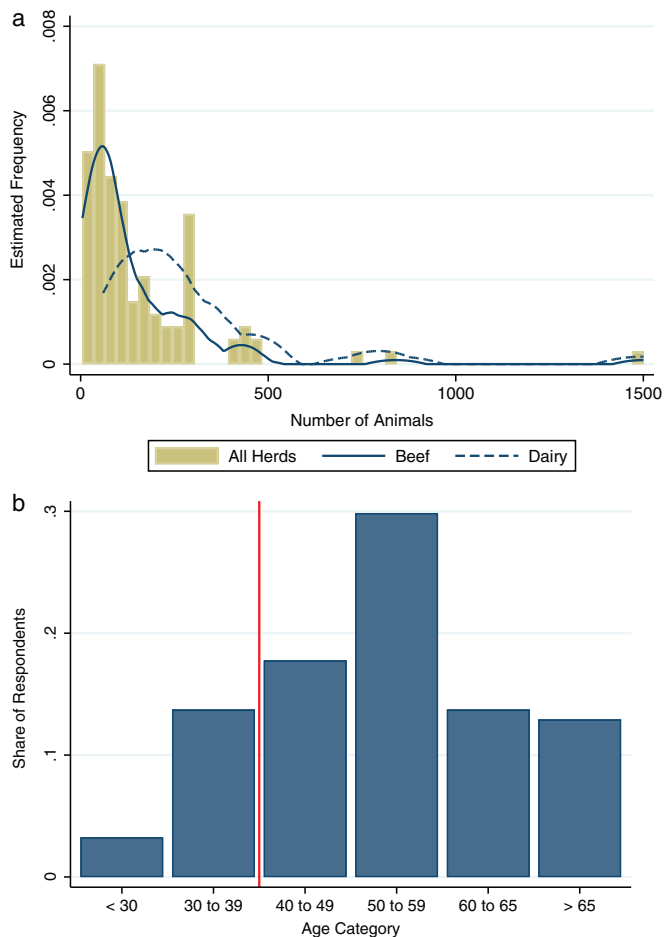 a
.008
.006
.004
.002
0
Estimated Frequency
0 500 1000 1500
Number of Animals
All Herds Beef Dairy
b
.3
.2
.1
0
Share of Respondents
< 30 30 to 39 40 to 49 50 to 59 60 to 65 > 65
Age Category